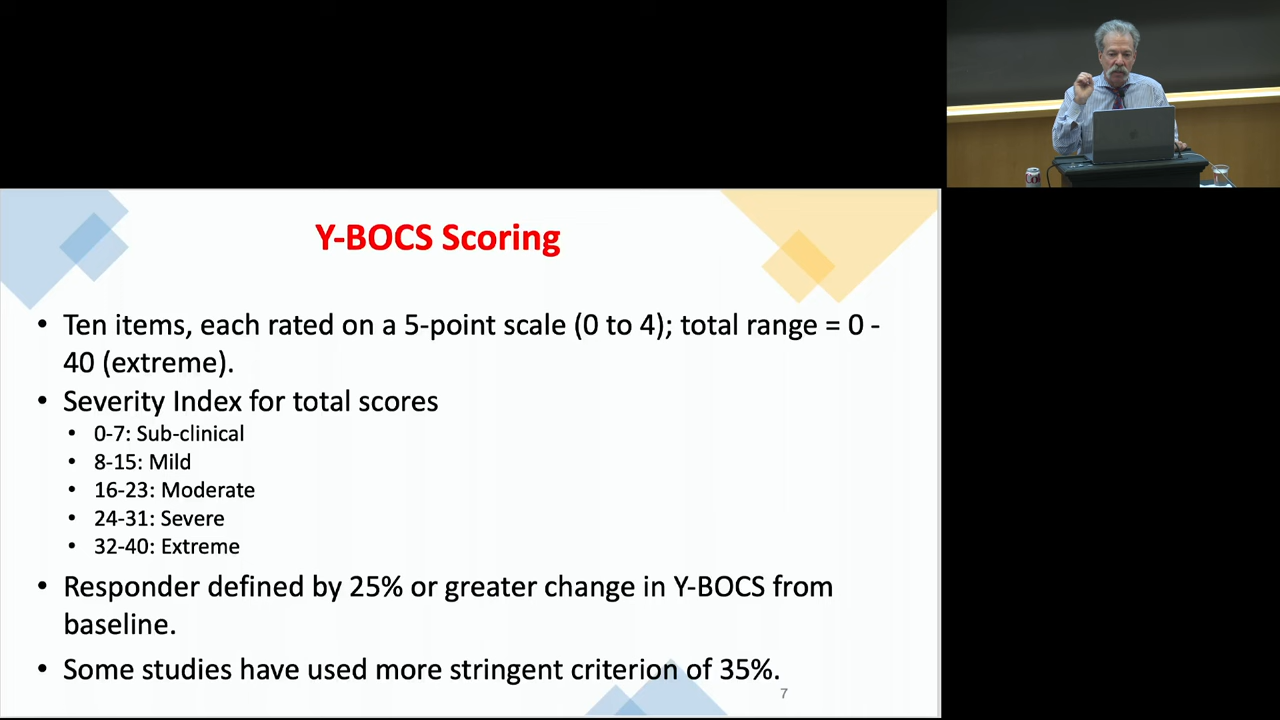 Y-BOCS Scoring
• Ten items, each rated on a 5-point scale (0 to 4); total range = 0 -
40 (extreme).
• Severity Index for total scores
• 0-7: Sub-clinical
• 8-15: Mild
• 16-23: Moderate
• 24-31: Severe
• 32-40: Extreme
• Responder defined by 25% or greater change in Y-BOCS from
baseline.
• Some studies have used more stringent criterion of 35%.
7